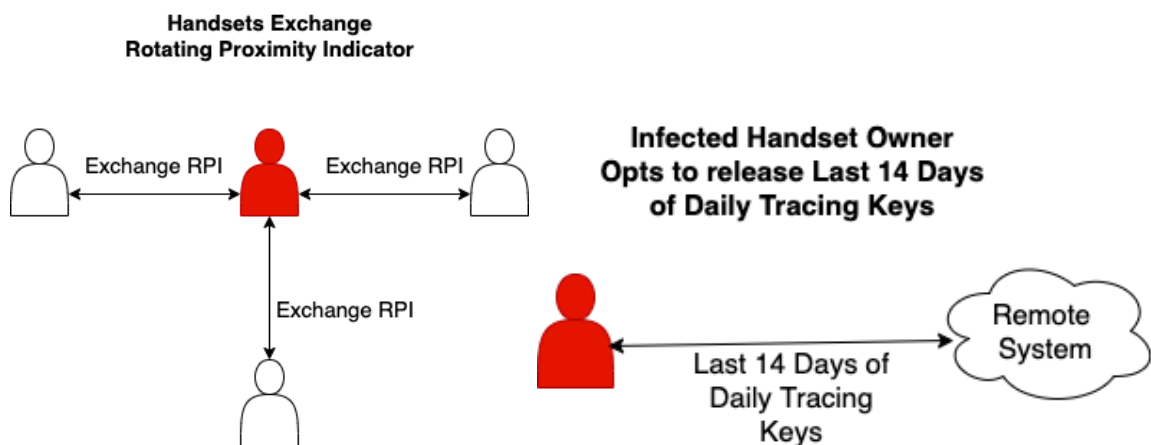 Handsets Exchange
Rotating Proximity Indicator
Exchange RPI
Exchange RPI
Exchange RPI
Infected Handset Owner
Opts to release Last 14 Days
of Daily Tracing Keys
Remote
System
Last 14 Days of
Daily Tracing
Keys